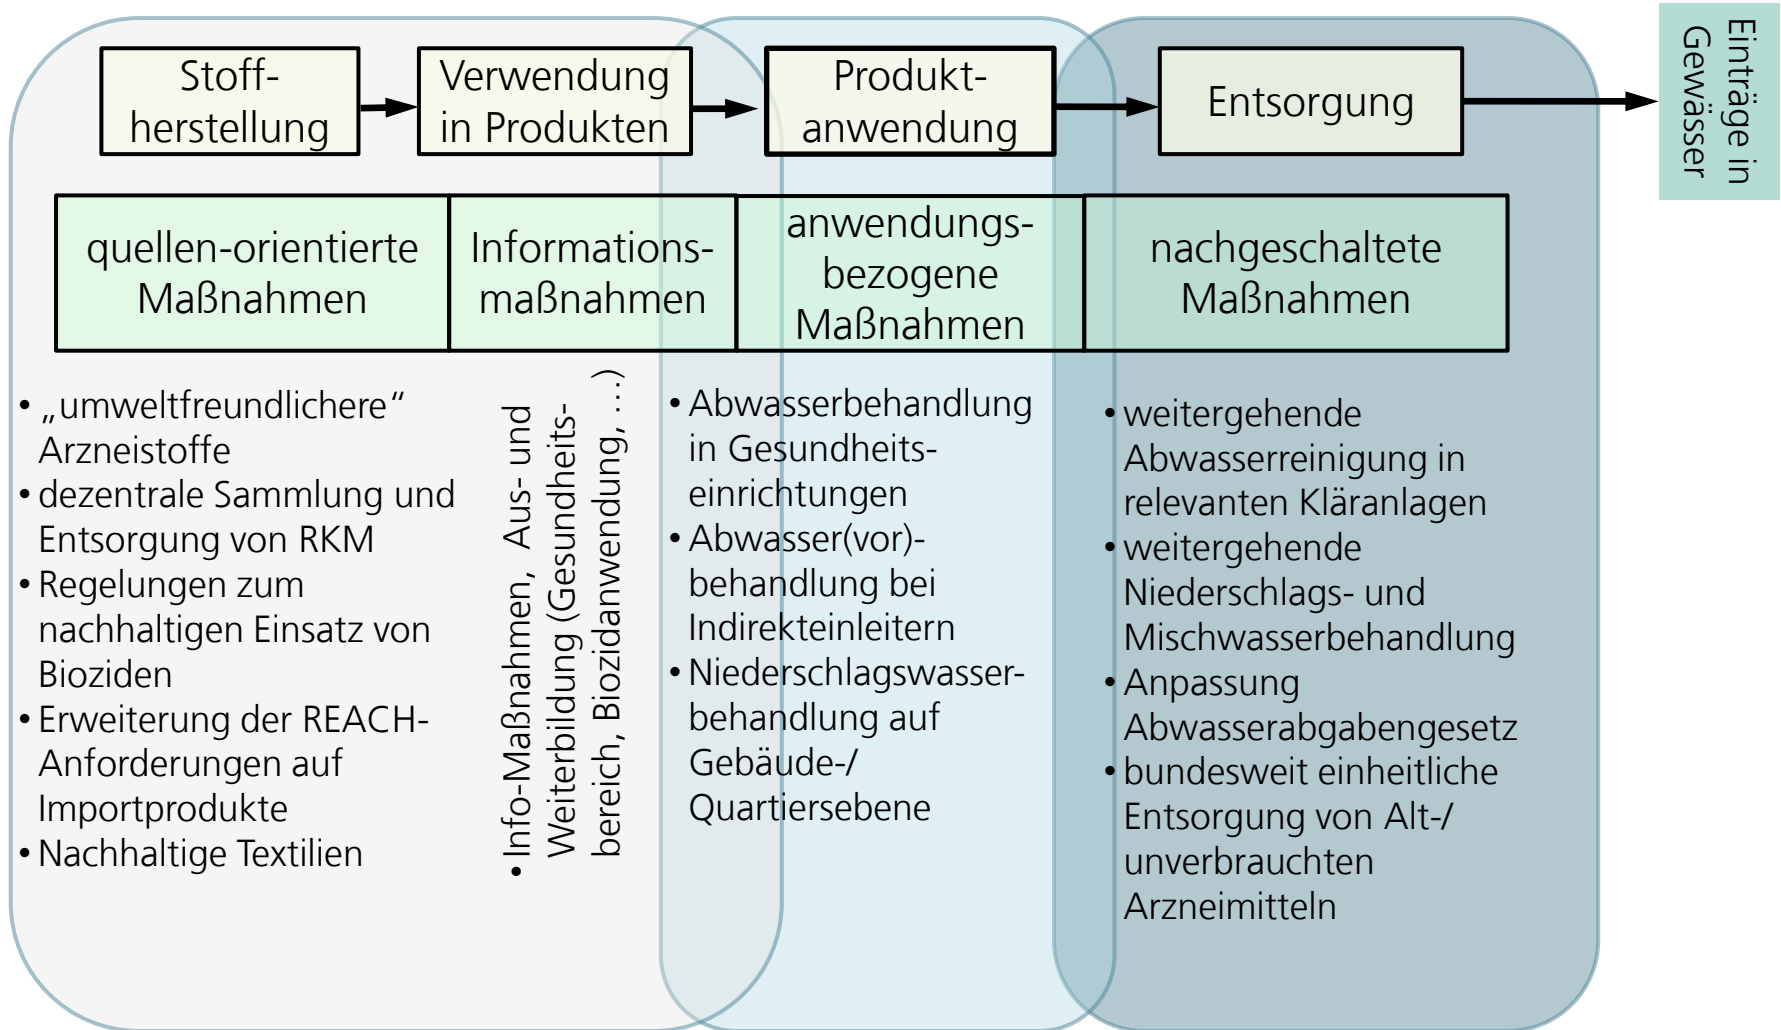 Stoff-
herstellung
Verwendung
in Produkten
Produkt-
anwendung
Entsorgung
Einträge in
Gewässer
quellen-orientierte
Maßnahmen
Informations-
maßnahmen
anwendungs-
bezogene
Maßnahmen
nachgeschaltete
Maßnahmen
• „umweltfreundlichere“
Arzneistoffe
• dezentrale Sammlung und
Entsorgung von RKM
• Regelungen zum
nachhaltigen Einsatz von
Bioziden
• Erweiterung der REACH-
Anforderungen auf
Importprodukte
• Nachhaltige Textilien
• Info-Maßnahmen, Aus- und
Weiterbildung (Gesundheits-
bereich, Biozidanwendung, …)
• Abwasserbehandlung
in Gesundheits-
einrichtungen
• Abwasser(vor)-
behandlung bei
Indirekteinleitern
• Niederschlagswasser-
behandlung auf
Gebäude-/
Quartiersebene
• weitergehende
Abwasserreinigung in
relevanten Kläranlagen
• weitergehende
Niederschlags- und
Mischwasserbehandlung
• Anpassung
Abwasserabgabengesetz
• bundesweit einheitliche
Entsorgung von Alt-/
unverbrauchten
Arzneimitteln